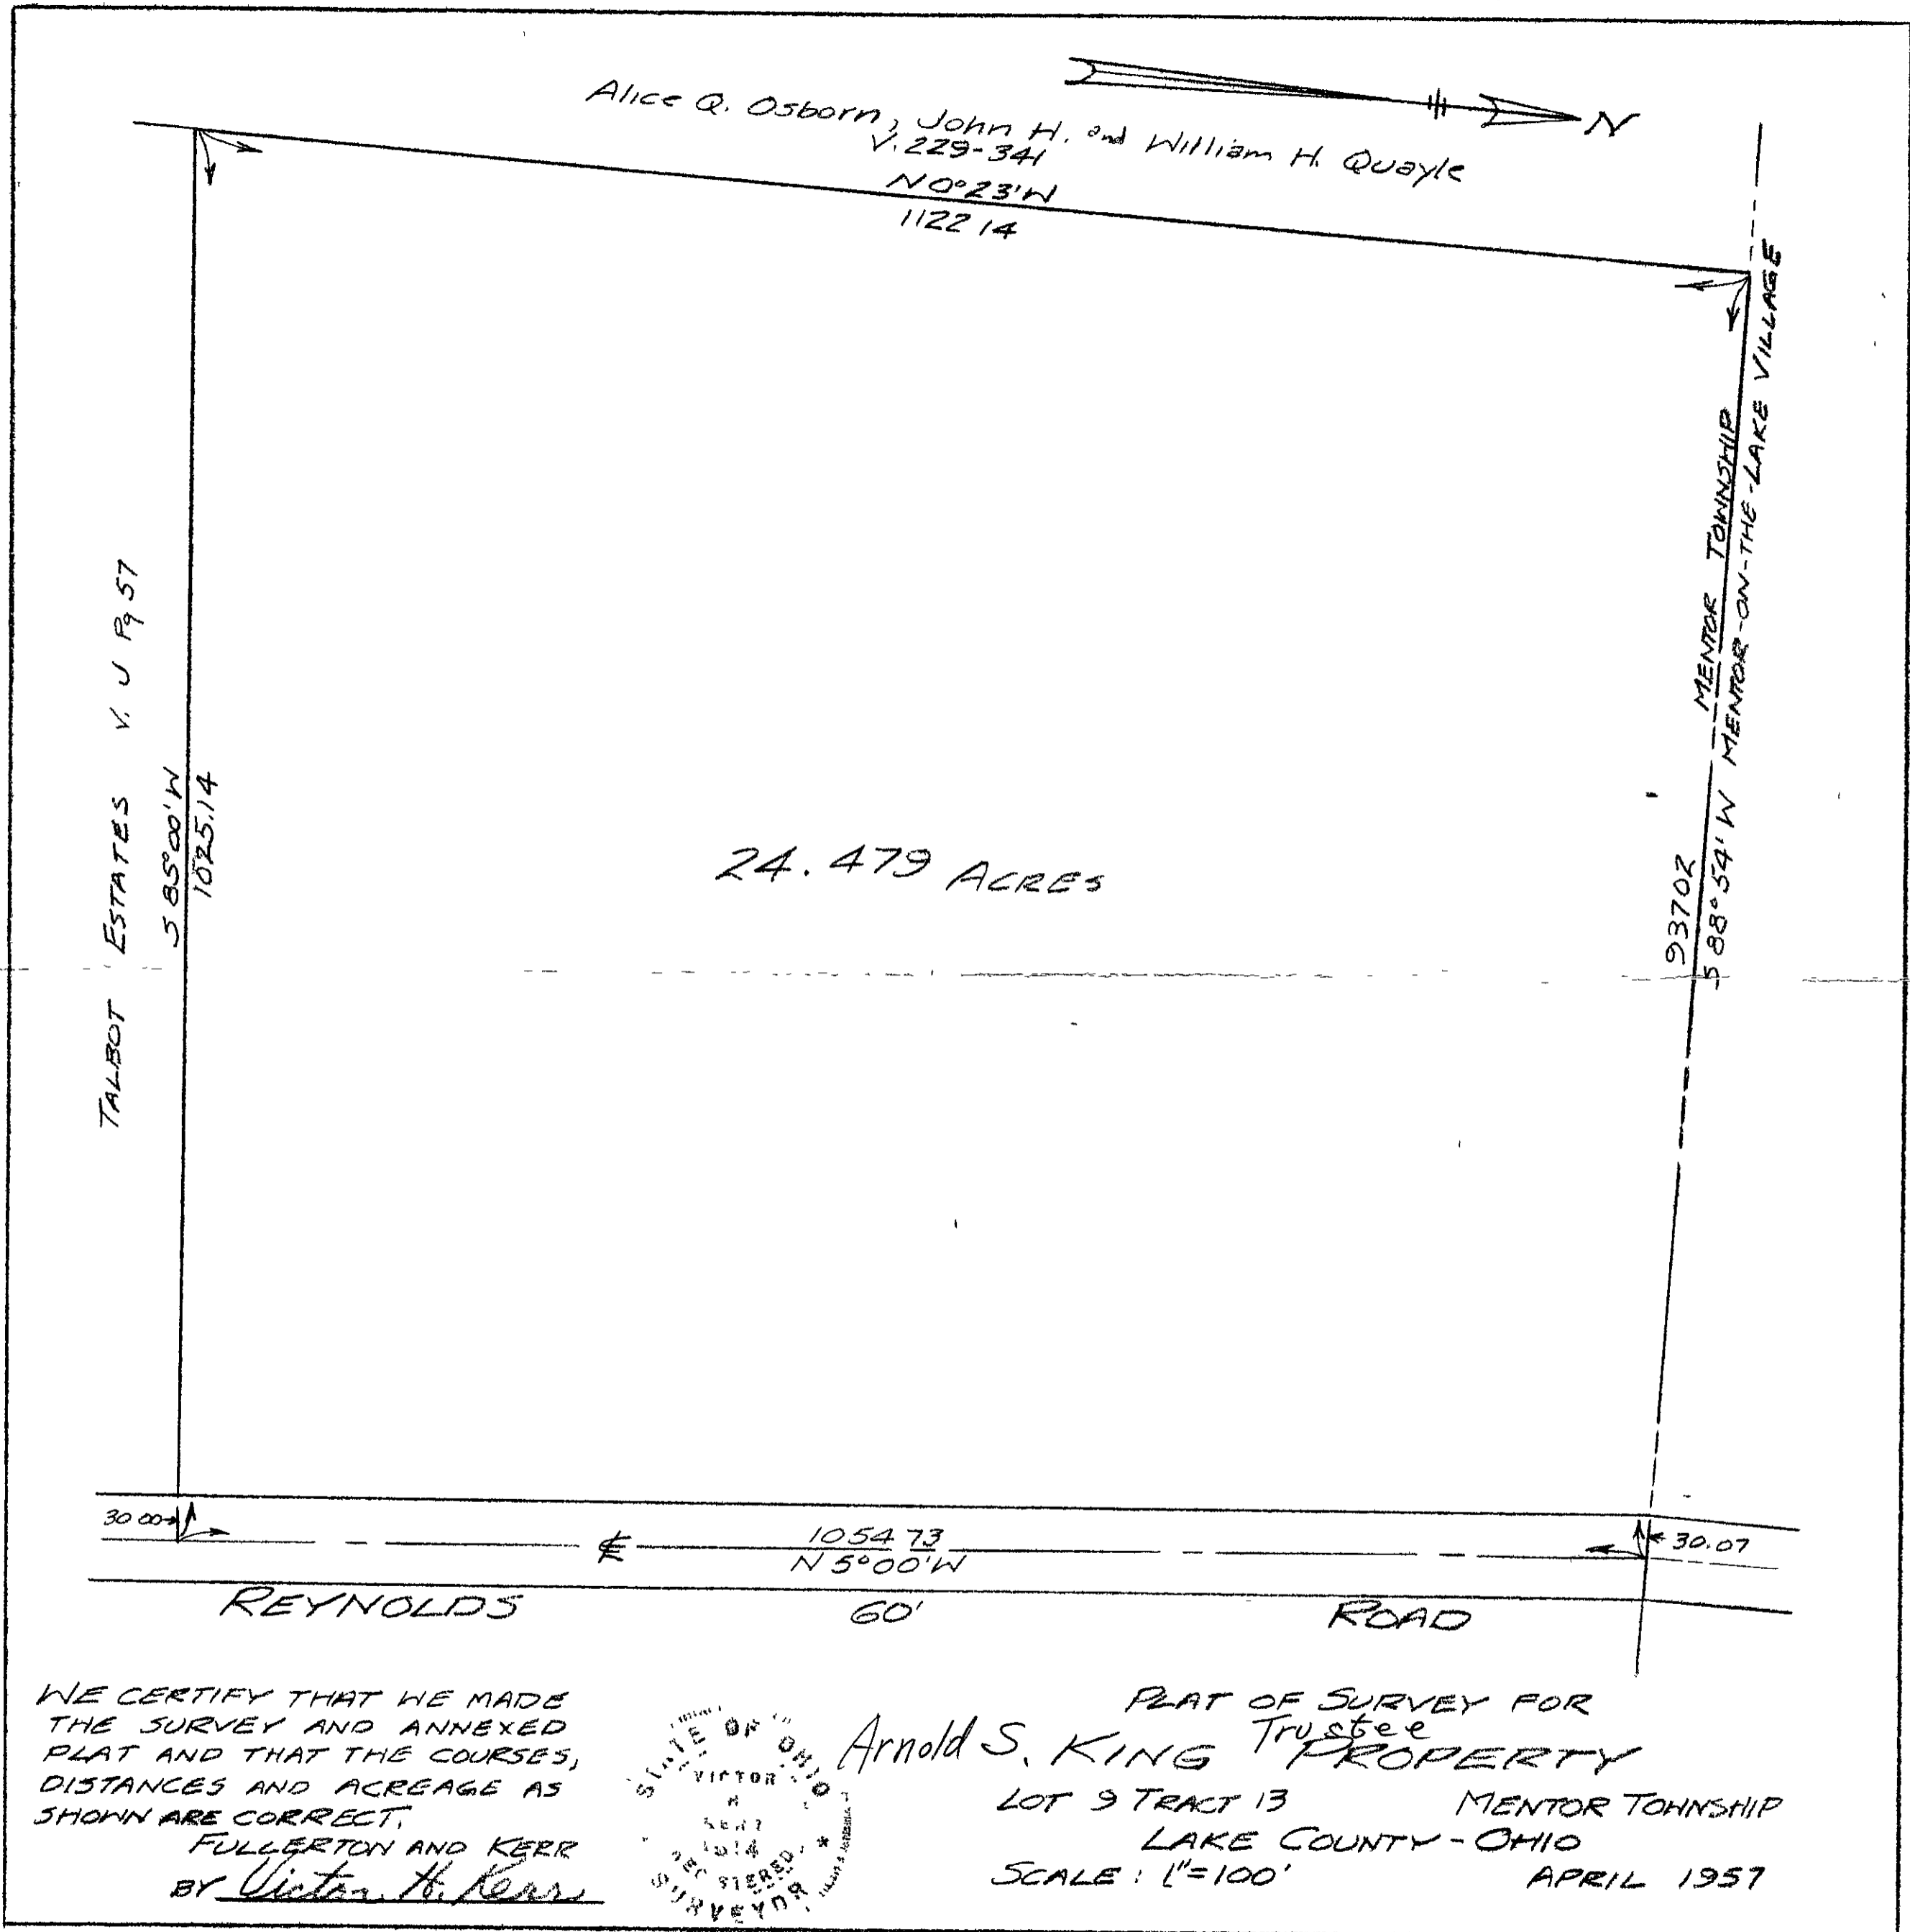 Alice Q. Osborn, John H. and William H. Quayle
V. 229-341
N 0°23'W
1122 14
N
MENTOR TOWNSHIP
MENTOR-ON-THE-LAKE VILLAGE
937 02
S 88°54' W
TALBOT ESTATES V. J Pg 57
S 85°00'W
1025.14
24.479 ACRES
30 00
1054 73
N 5°00'W
30.07
REYNOLDS 60' ROAD
WE CERTIFY THAT WE MADE
THE SURVEY AND ANNEXED
PLAT AND THAT THE COURSES,
DISTANCES AND ACREAGE AS
SHOWN ARE CORRECT.
FULLERTON AND KERR
BY Victor H. Kerr
STATE OF OHIO
VICTOR
H
SURVEYOR
PLAT OF SURVEY FOR
Arnold S. KING Trustee PROPERTY
LOT 9 TRACT 13 MENTOR TOWNSHIP
LAKE COUNTY - OHIO
SCALE: 1"=100' APRIL 1957